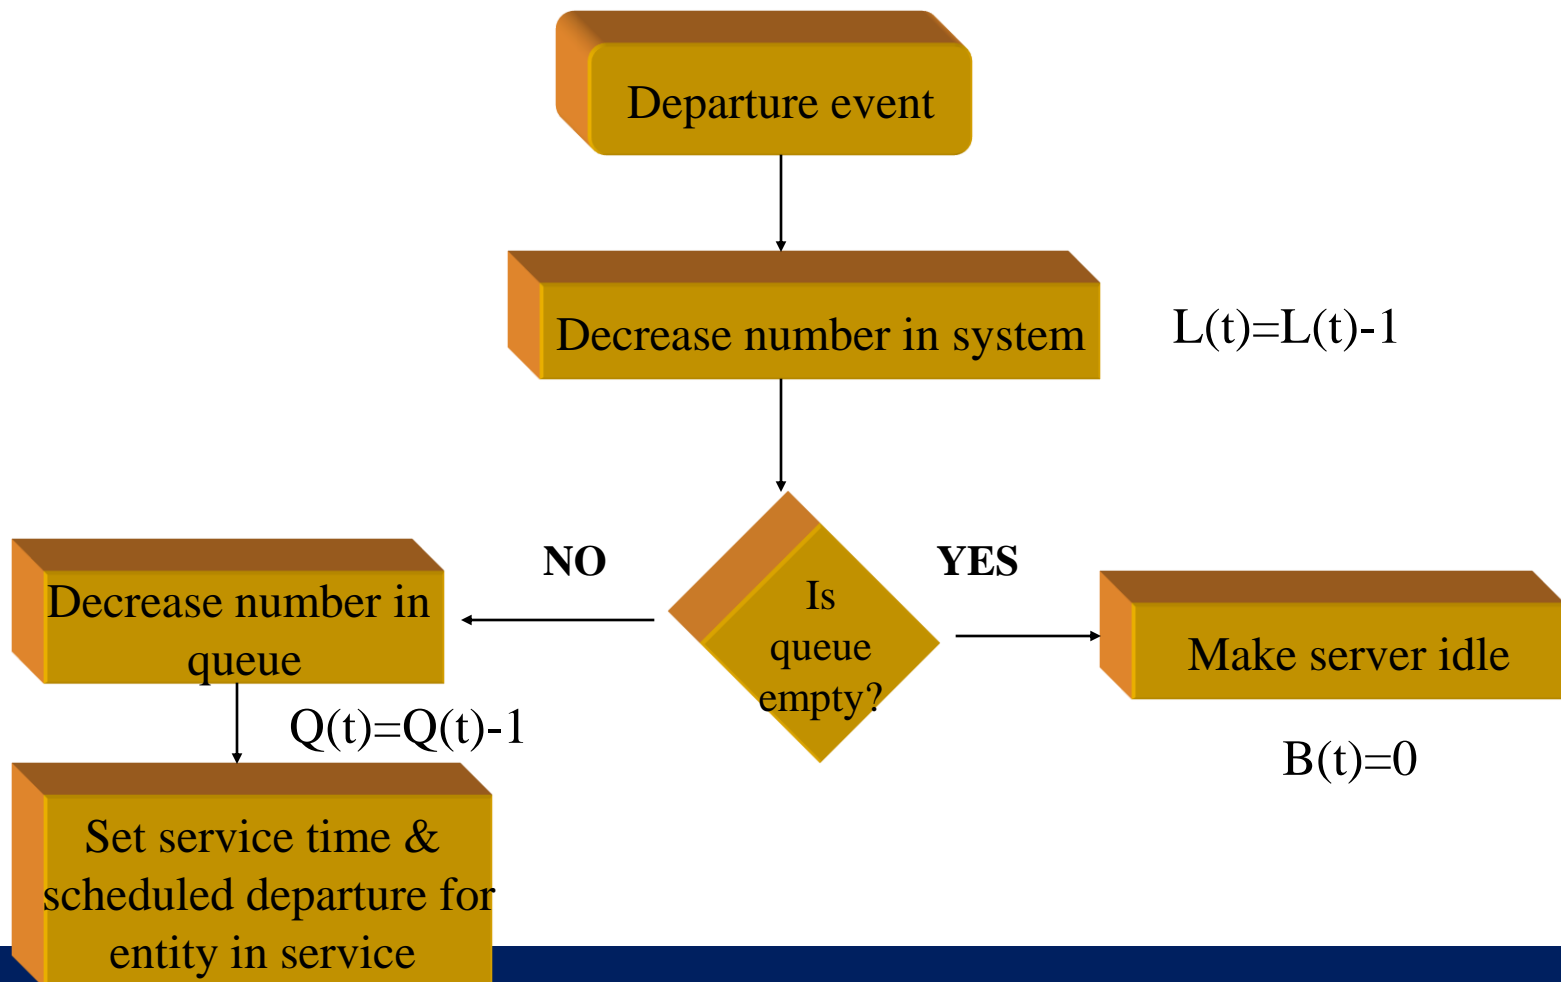 Departure event
Decrease number in system
L(t)=L(t)-1
NO
YES
Is
queue
empty?
Decrease number in
queue
Make server idle
Q(t)=Q(t)-1
B(t)=0
Set service time &
scheduled departure for
entity in service